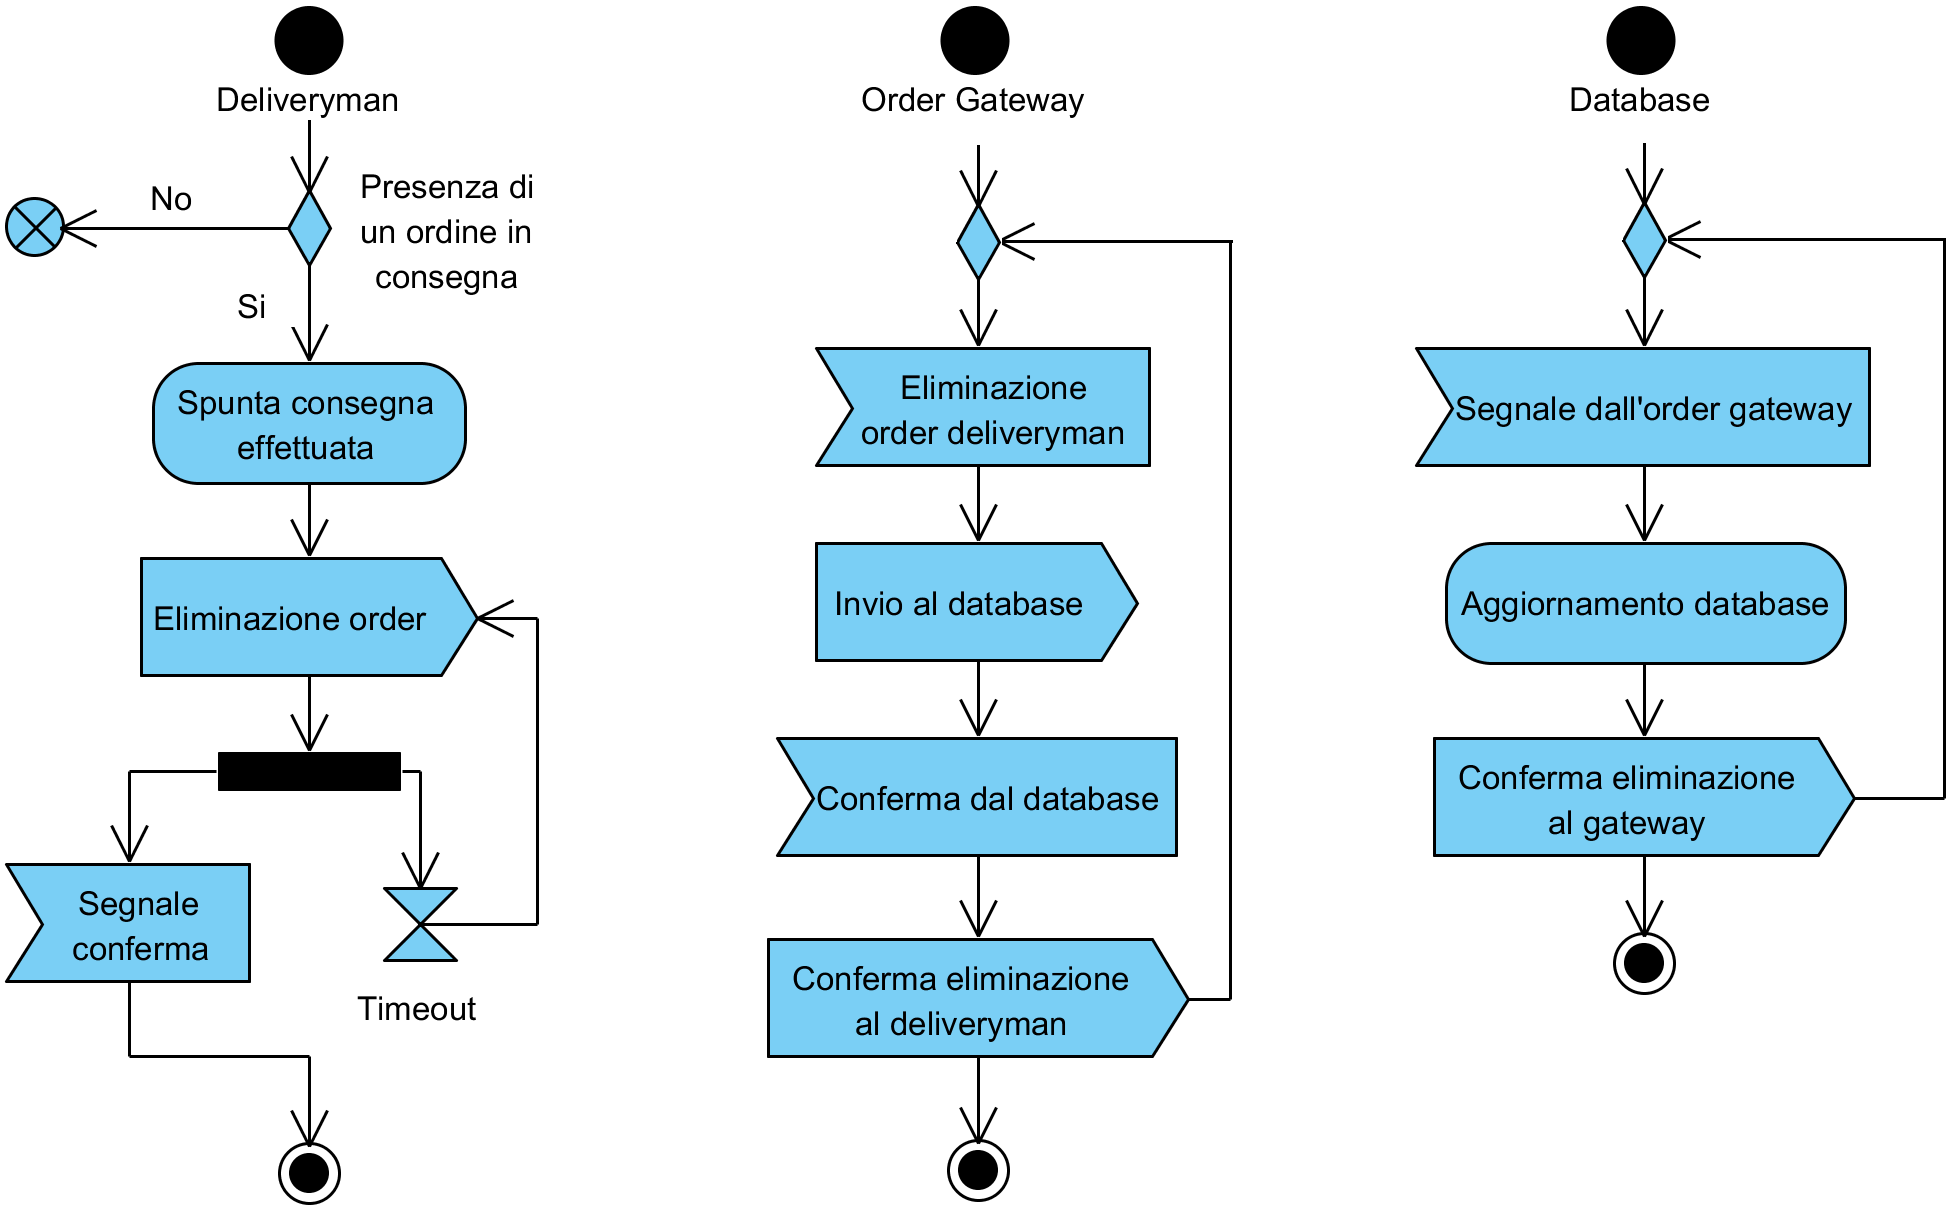 Deliveryman
No
Presenza di
un ordine in
consegna
Si
Spunta consegna
effettuata
Eliminazione order
Segnale
conferma
Timeout
Order Gateway
Eliminazione
order deliveryman
Invio al database
Conferma dal database
Conferma eliminazione
al deliveryman
Database
Segnale dall'order gateway
Aggiornamento database
Conferma eliminazione
al gateway